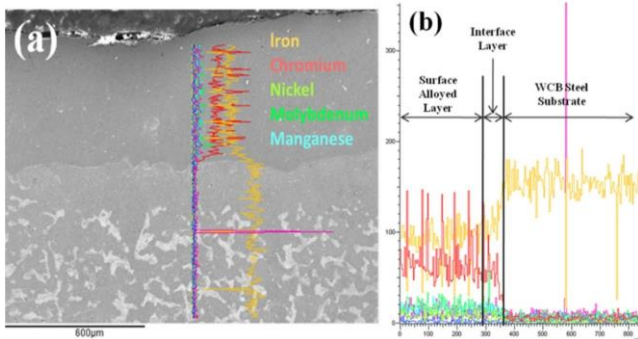 (a)
Iron
Chromium
Nickel
Molybdenum
Manganese
600µm
(b)
Interface
Layer
Surface
Alloyed
Layer
WCB Steel
Substrate
300
200
100
0
0 100 200 300 400 500 600 700 800